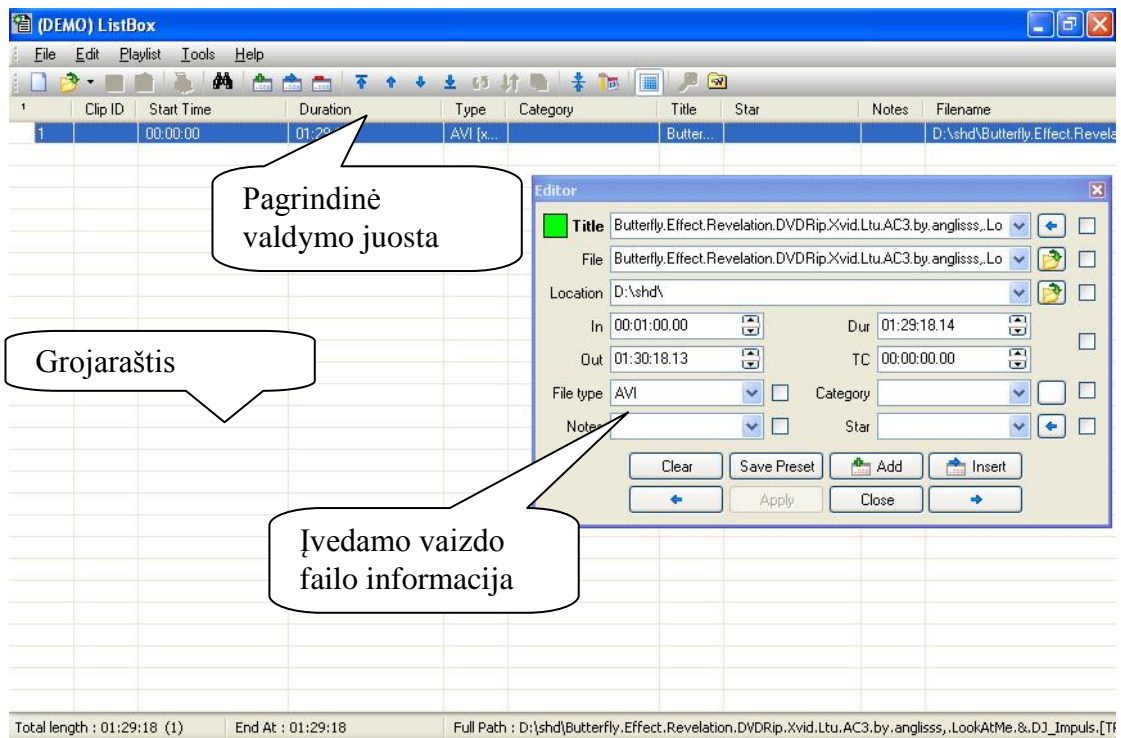 (DEMO) ListBox
File Edit Playlist Tools Help
1 Clip ID Start Time Duration Type Category Title Star Notes Filename
1 00:00:00 01:29 AVI [x... Butter... D:\shd\Butterfly.Effect.Revela
Pagrindinė
valdymo juosta
Grojaraštis
Įvedamo vaizdo
failo informacija
Editor
Title Butterfly.Effect.Revelation.DVDRip.Xvid.Ltu.AC3.by.anglisss,.Lo
File Butterfly.Effect.Revelation.DVDRip.Xvid.Ltu.AC3.by.anglisss,.Lo
Location D:\shd\
In 00:01:00.00 Dur 01:29:18.14
Out 01:30:18.13 TC 00:00:00.00
File type AVI Category
Notes Star
Clear Save Preset Add Insert
Apply Close
Total length : 01:29:18 (1) End At : 01:29:18 Full Path : D:\shd\Butterfly.Effect.Revelation.DVDRip.Xvid.Ltu.AC3.by.anglisss,.LookAtMe.&.DJ_Impuls.[TF